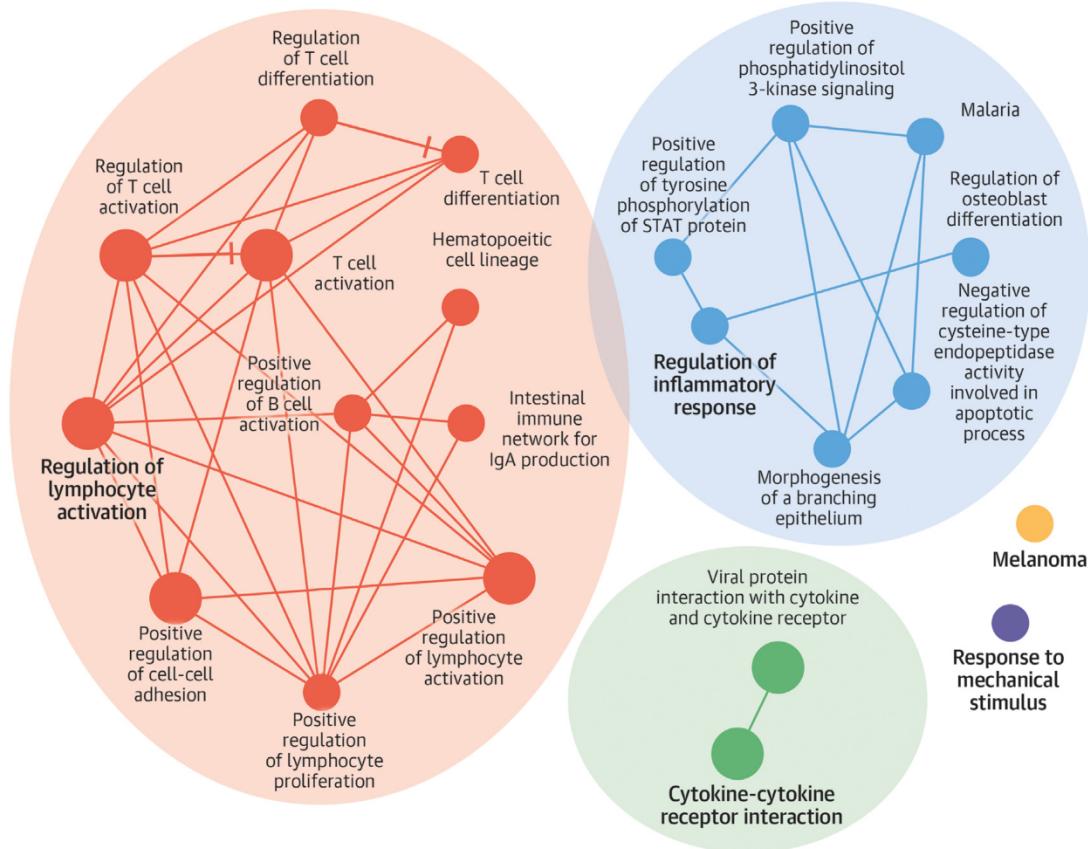 Regulation
of T cell
differentiation
T cell
differentiation
Regulation
of T cell
activation
T cell
activation
Hematopoeitic
cell lineage
Positive
regulation
of B cell
activation
Intestinal
immune
network for
IgA production
Regulation of
lymphocyte
activation
Positive
regulation
of cell-cell
adhesion
Positive
regulation
of lymphocyte
proliferation
Positive
regulation
of lymphocyte
activation
Positive
regulation of
phosphatidylinositol
3-kinase signaling
Malaria
Positive
regulation
of tyrosine
phosphorylation
of STAT protein
Regulation of
osteoblast
differentiation
Regulation of
inflammatory
response
Negative
regulation of
cysteine-type
endopeptidase
activity
involved in
apoptotic
process
Morphogenesis
of a branching
epithelium
Melanoma
Viral protein
interaction with cytokine
and cytokine receptor
Cytokine-cytokine
receptor interaction
Response to
mechanical
stimulus